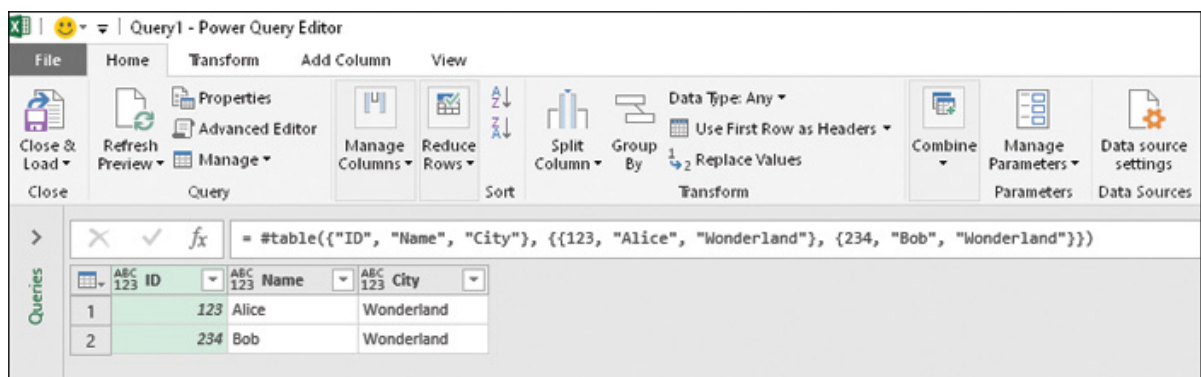 Query1 - Power Query Editor
File Home Transform Add Column View
Close & Load
Refresh Preview
Properties
Advanced Editor
Manage
Manage Columns
Reduce Rows
A Z
Z A
Split Column
Group By
Data Type: Any
Use First Row as Headers
1 2 Replace Values
Combine
Manage Parameters
Data source settings
Close Query Sort Transform Parameters Data Sources
fx = #table({"ID", "Name", "City"}, {{123, "Alice", "Wonderland"}, {234, "Bob", "Wonderland"}})
Queries
ABC 123 ID ABC 123 Name ABC 123 City
1 123 Alice Wonderland
2 234 Bob Wonderland